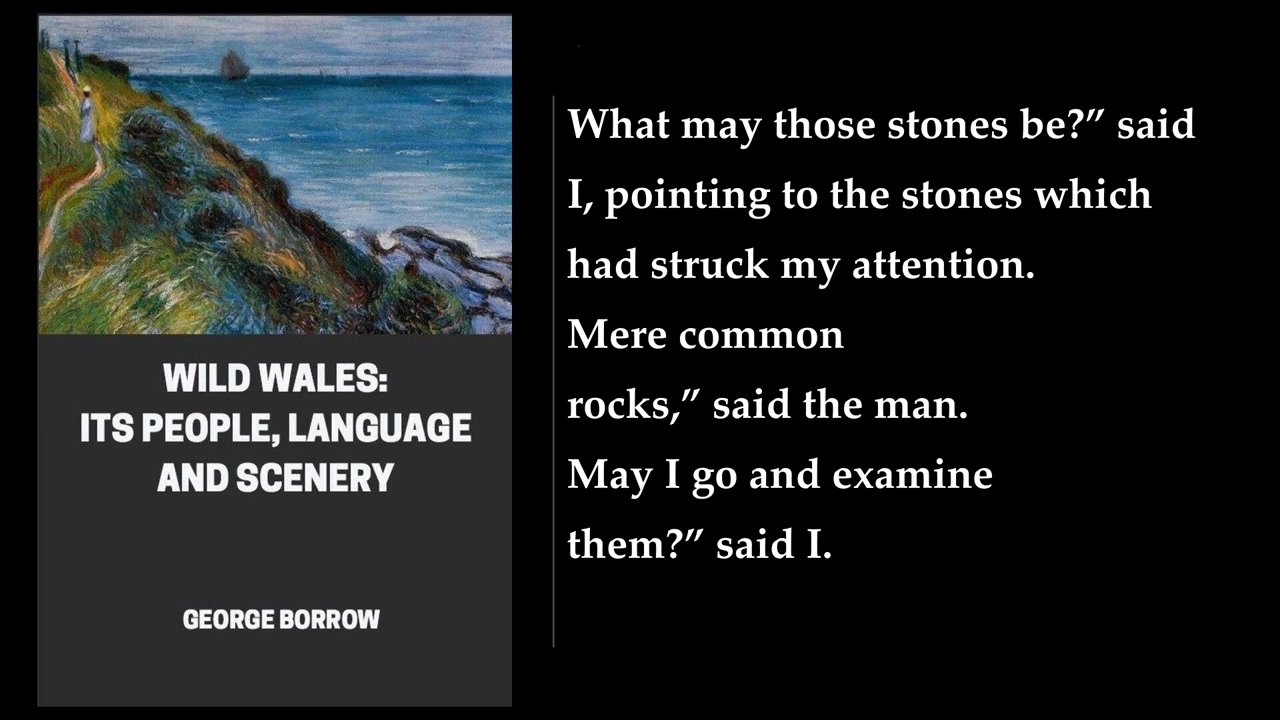 WILD WALES:
ITS PEOPLE, LANGUAGE
AND SCENERY
GEORGE BORROW
What may those stones be?” said
I, pointing to the stones which
had struck my attention.
Mere common
rocks,” said the man.
May I go and examine
them?” said I.